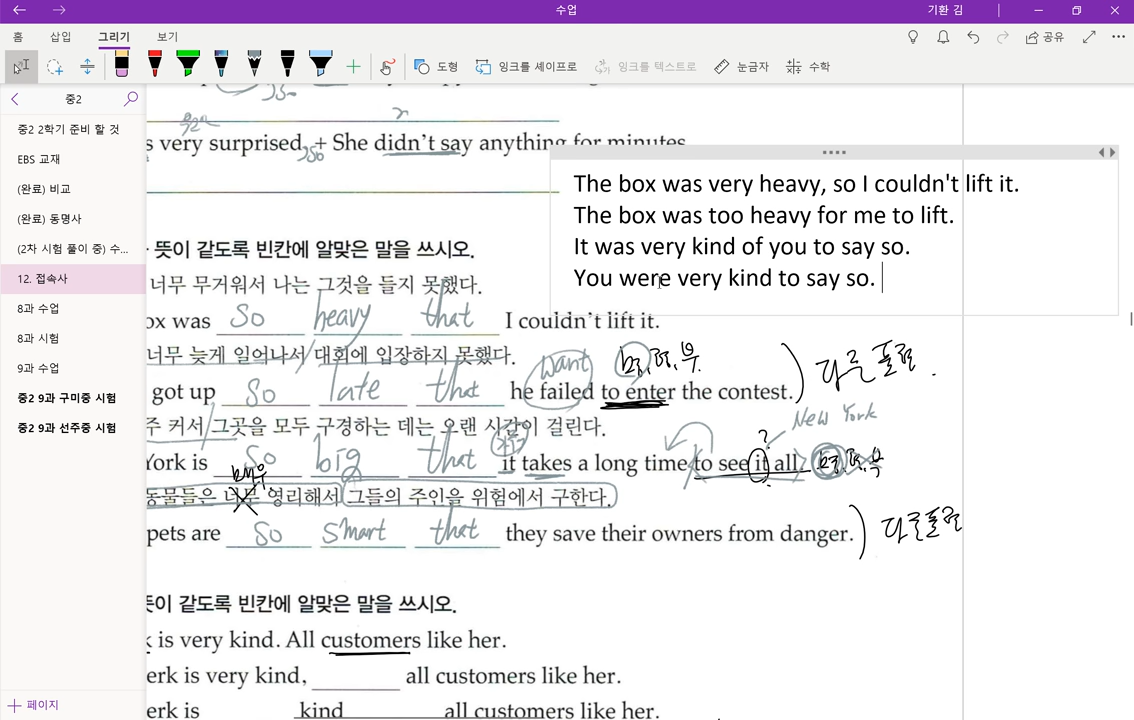 수업
기환 김
홈 삽입 그리기 보기
공유
도형 잉크를 셰이프로 잉크를 텍스트로 눈금자 수학
중2
중2 2학기 준비 할 것
EBS 교재
(완료) 비교
(완료) 동명사
(2차 시험 풀이 중) 수...
12. 접속사
8과 수업
8과 시험
9과 수업
중2 9과 구미중 시험
중2 9과 선주중 시험
페이지
s very surprised. + She didn't say anything for minutes.
so
The box was very heavy, so I couldn't lift it.
The box was too heavy for me to lift.
It was very kind of you to say so.
You were very kind to say so.
뜻이 같도록 빈칸에 알맞은 말을 쓰시오.
너무 무거워서 나는 그것을 들지 못했다.
ox was so heavy that I couldn't lift it.
너무 늦게 일어나서 대회에 입장하지 못했다.
want 명, 형, 부
got up so late that he failed to enter the contest.
다른 풀편
주 커서 그곳을 모두 구경하는 데는 오랜 시간이 걸린다.
New York
York is so big that it takes a long time to see it all. 명, 형, 부
매우
동물들은 너무 영리해서 그들의 주인을 위험에서 구한다.
pets are so smart that they save their owners from danger.
뜻이 같도록 빈칸에 알맞은 말을 쓰시오.
k is very kind. All customers like her.
erk is very kind, all customers like her.
erk is kind all customers like her.